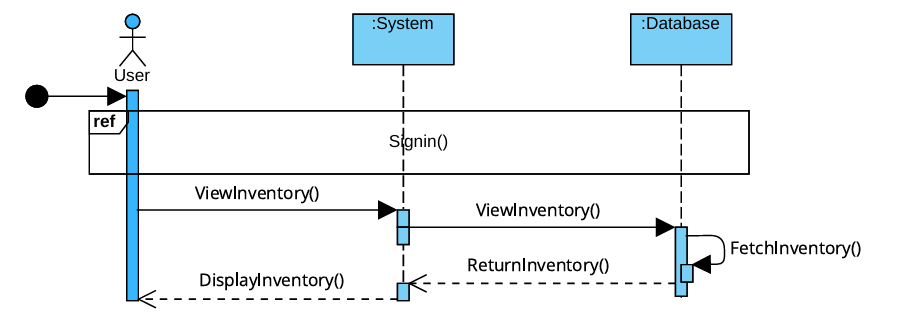 :System
:Database
User
ref
Signin()
ViewInventory()
ViewInventory()
FetchInventory()
ReturnInventory()
DisplayInventory()